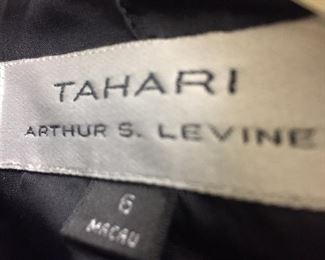 TAHARI
ARTHUR S. LEVINE
6
MACAU